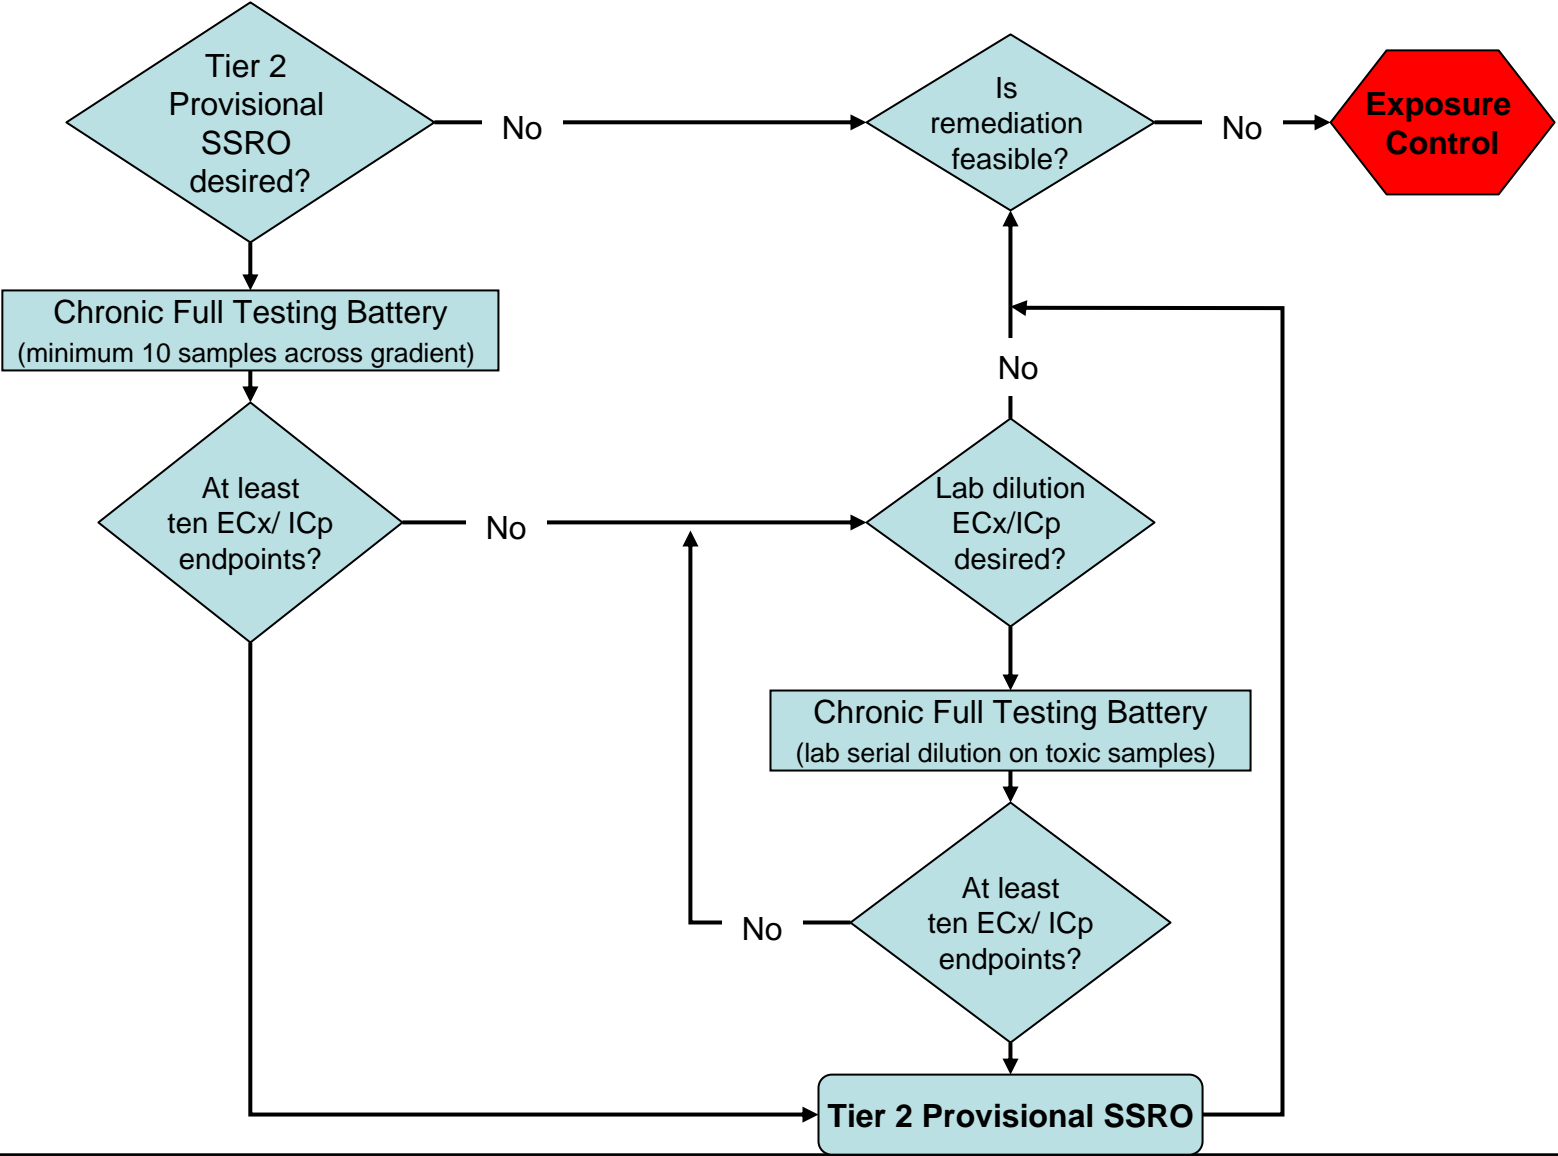 Tier 2
Provisional
SSRO
desired?
No
Is
remediation
feasible?
No
Exposure
Control
Chronic Full Testing Battery
(minimum 10 samples across gradient)
No
At least
ten ECx/ ICp
endpoints?
No
Lab dilution
ECx/ICp
desired?
Chronic Full Testing Battery
(lab serial dilution on toxic samples)
At least
ten ECx/ ICp
endpoints?
No
Tier 2 Provisional SSRO